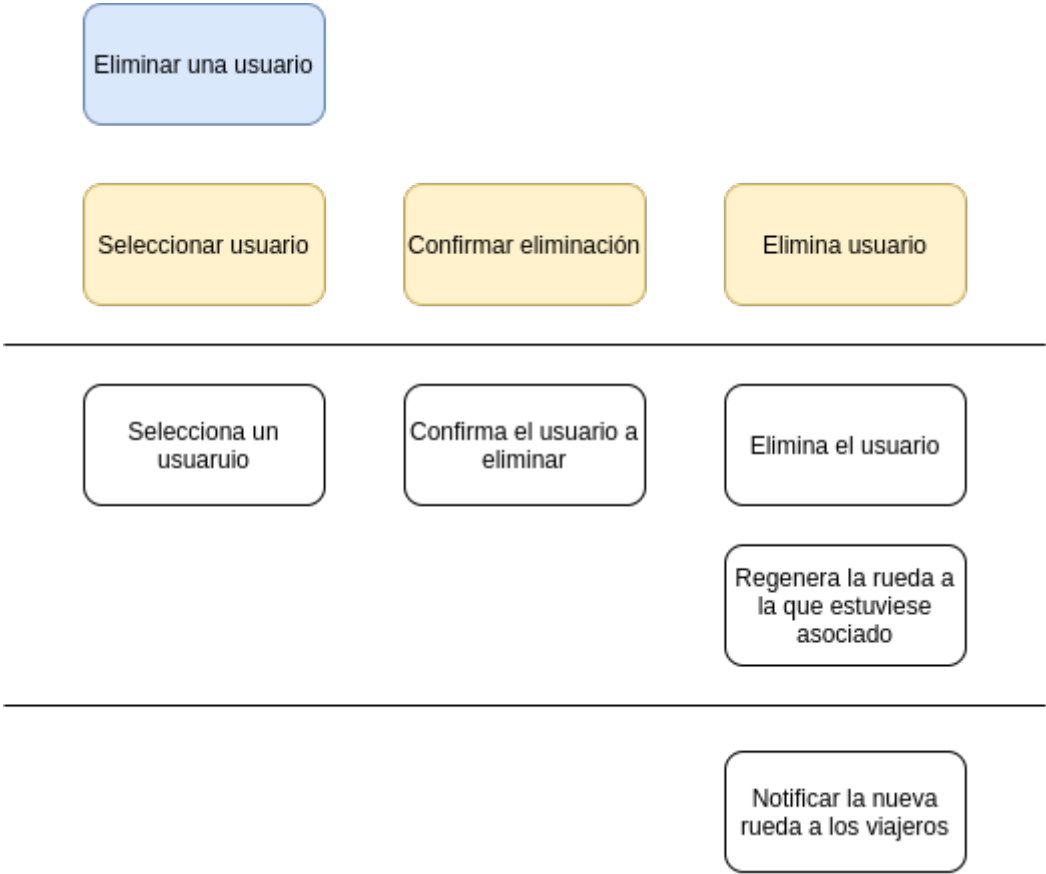 Eliminar una usuario
Seleccionar usuario
Confirmar eliminación
Elimina usuario
Selecciona un
usuaruio
Confirma el usuario a
eliminar
Elimina el usuario
Regenera la rueda a
la que estuviese
asociado
Notificar la nueva
rueda a los viajeros